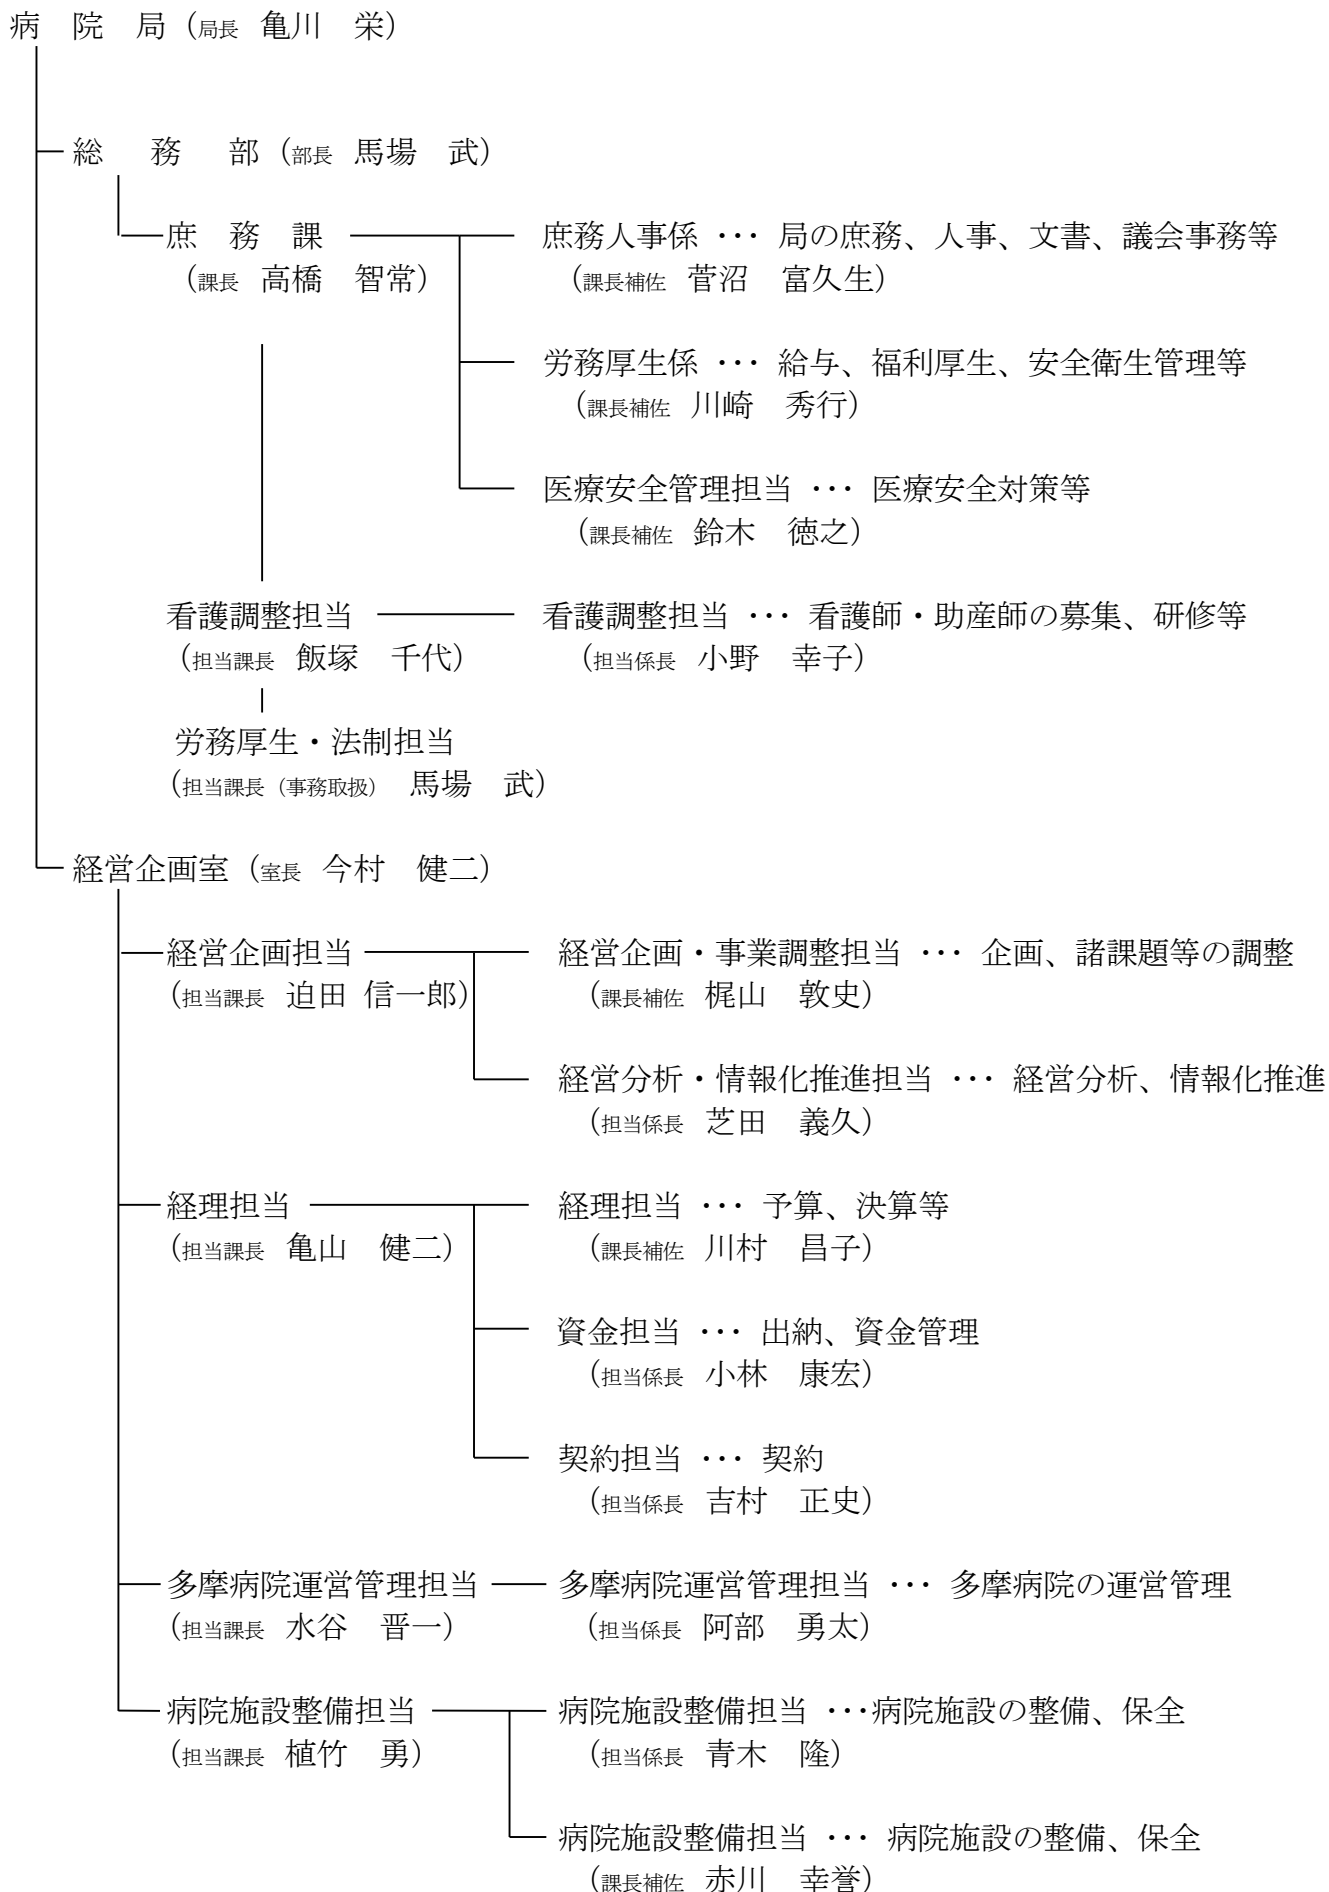 病　院　局（局長 亀川　栄）
総　務　部（部長 馬場　武）
庶　務　課
（課長 高橋　智常）
庶務人事係 ・・・ 局の庶務、人事、文書、議会事務等
（課長補佐 菅沼　富久生）
労務厚生係 ・・・ 給与、福利厚生、安全衛生管理等
（課長補佐 川崎　秀行）
医療安全管理担当 ・・・ 医療安全対策等
（課長補佐 鈴木　徳之）
看護調整担当
（担当課長 飯塚　千代）
看護調整担当 ・・・ 看護師・助産師の募集、研修等
（担当係長 小野　幸子）
労務厚生・法制担当
（担当課長（事務取扱） 馬場　武）
経営企画室（室長 今村　健二）
経営企画担当
（担当課長 迫田 信一郎）
経営企画・事業調整担当 ・・・ 企画、諸課題等の調整
（課長補佐 梶山　敦史）
経営分析・情報化推進担当 ・・・ 経営分析、情報化推進
（担当係長 芝田　義久）
経理担当
（担当課長 亀山　健二）
経理担当 ・・・ 予算、決算等
（課長補佐 川村　昌子）
資金担当 ・・・ 出納、資金管理
（担当係長 小林　康宏）
契約担当 ・・・ 契約
（担当係長 吉村　正史）
多摩病院運営管理担当
（担当課長 水谷　晋一）
多摩病院運営管理担当 ・・・ 多摩病院の運営管理
（担当係長 阿部　勇太）
病院施設整備担当
（担当課長 植竹　勇）
病院施設整備担当 ・・・病院施設の整備、保全
（担当係長 青木　隆）
病院施設整備担当 ・・・ 病院施設の整備、保全
（課長補佐 赤川　幸誉）